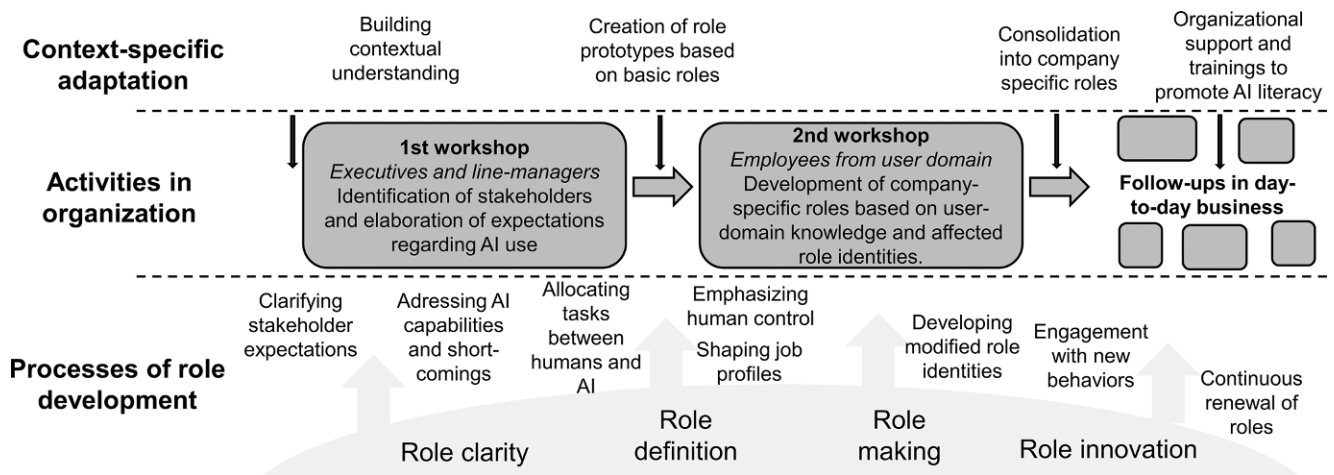 Context-specific
adaptation
Building
contextual
understanding
Creation of role
prototypes based
on basic roles
Consolidation
into company
specific roles
Organizational
support and
trainings to
promote AI literacy
Activities in
organization
1st workshop
Executives and line-managers
Identification of stakeholders
and elaboration of expectations
regarding AI use
2nd workshop
Employees from user domain
Development of company-
specific roles based on user-
domain knowledge and affected
role identities.
Follow-ups in day-
to-day business
Processes of role
development
Clarifying
stakeholder
expectations
Adressing AI
capabilities
and short-
comings
Allocating
tasks
between
humans and
AI
Emphasizing
human control
Shaping job
profiles
Developing
modified role
identities
Engagement
with new
behaviors
Continuous
renewal of
roles
Role clarity
Role
definition
Role
making
Role innovation